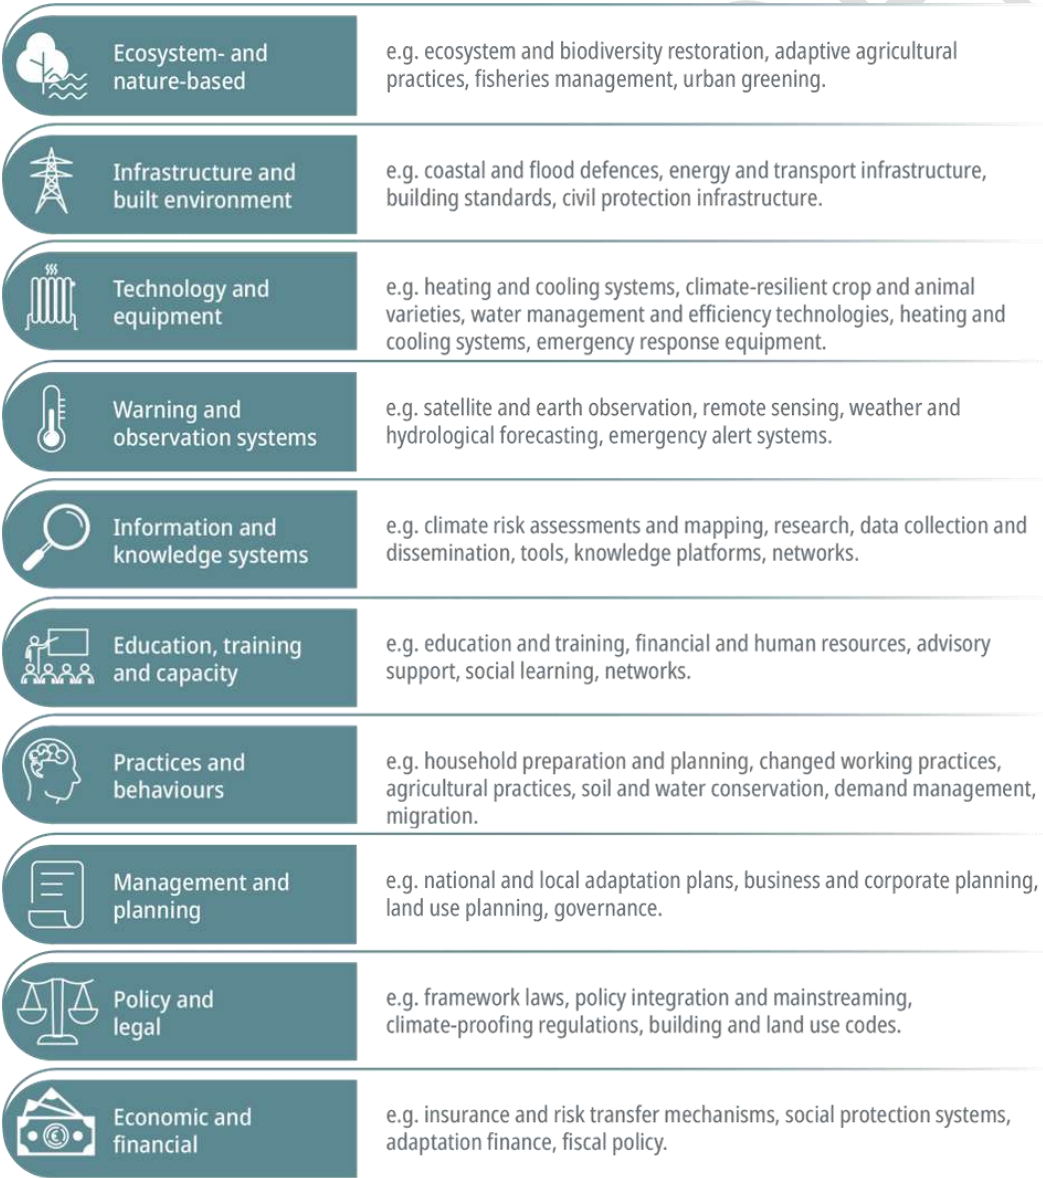 Ecosystem- and
nature-based
e.g. ecosystem and biodiversity restoration, adaptive agricultural
practices, fisheries management, urban greening.
Infrastructure and
built environment
e.g. coastal and flood defences, energy and transport infrastructure,
building standards, civil protection infrastructure.
Technology and
equipment
e.g. heating and cooling systems, climate-resilient crop and animal
varieties, water management and efficiency technologies, heating and
cooling systems, emergency response equipment.
Warning and
observation systems
e.g. satellite and earth observation, remote sensing, weather and
hydrological forecasting, emergency alert systems.
Information and
knowledge systems
e.g. climate risk assessments and mapping, research, data collection and
dissemination, tools, knowledge platforms, networks.
Education, training
and capacity
e.g. education and training, financial and human resources, advisory
support, social learning, networks.
Practices and
behaviours
e.g. household preparation and planning, changed working practices,
agricultural practices, soil and water conservation, demand management,
migration.
Management and
planning
e.g. national and local adaptation plans, business and corporate planning,
land use planning, governance.
Policy and
legal
e.g. framework laws, policy integration and mainstreaming,
climate-proofing regulations, building and land use codes.
Economic and
financial
e.g. insurance and risk transfer mechanisms, social protection systems,
adaptation finance, fiscal policy.